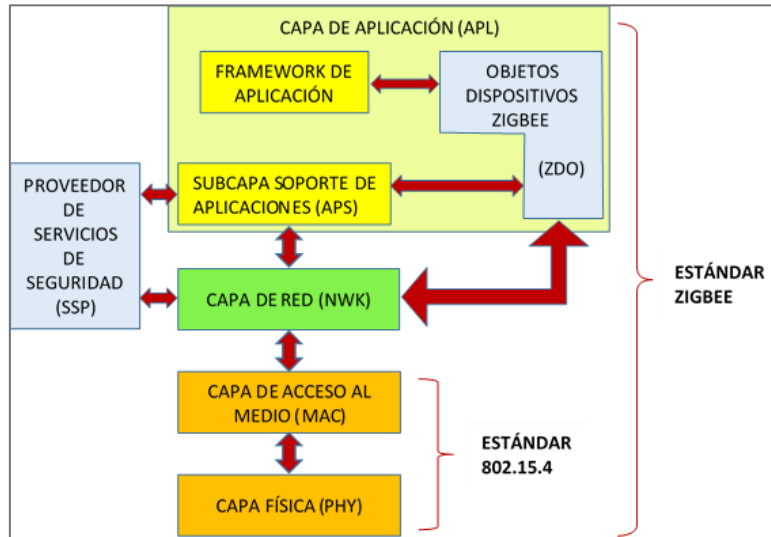 CAPA DE APLICACIÓN (APL)
FRAMEWORK DE
APLICACIÓN
OBJETOS
DISPOSITIVOS
ZIGBEE
(ZDO)
PROVEEDOR
DE
SERVICIOS
DE
SEGURIDAD
(SSP)
SUBCAPA SOPORTE DE
APLICACIONES (APS)
CAPA DE RED (NWK)
ESTÁNDAR
ZIGBEE
CAPA DE ACCESO AL
MEDIO (MAC)
ESTÁNDAR
802.15.4
CAPA FÍSICA (PHY)